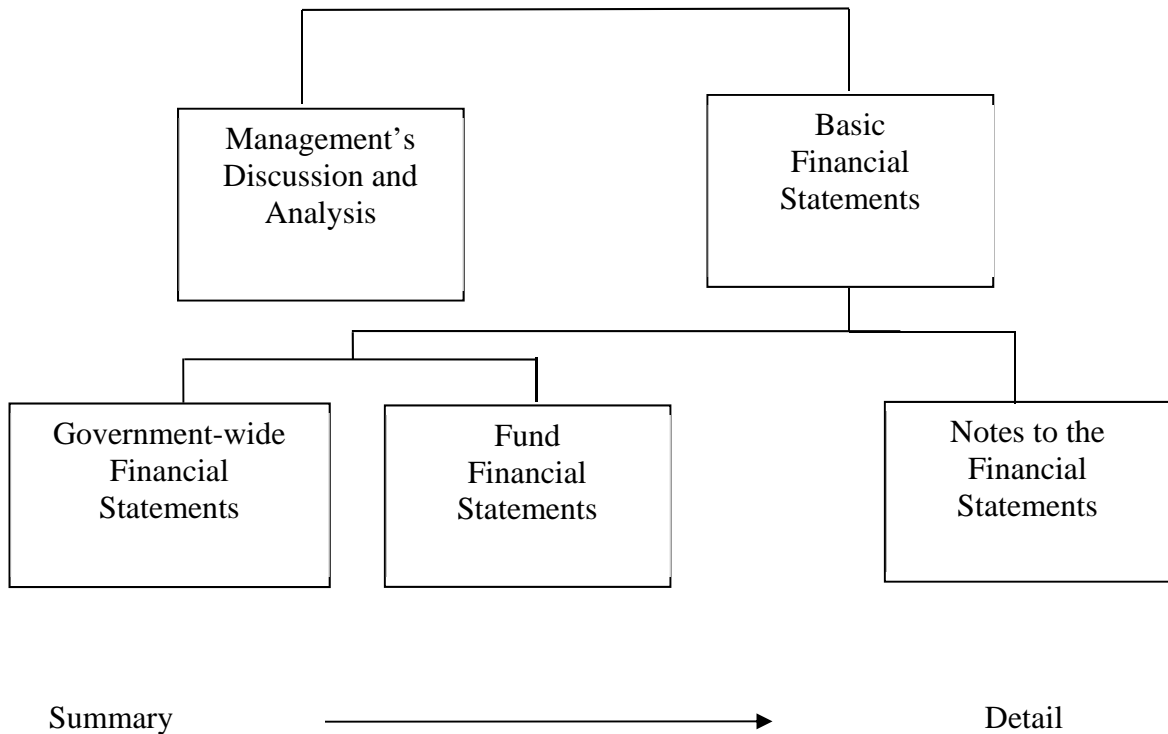 Management’s
Discussion and
Analysis
Basic
Financial
Statements
Government-wide
Financial
Statements
Fund
Financial
Statements
Notes to the
Financial
Statements
Summary
Detail